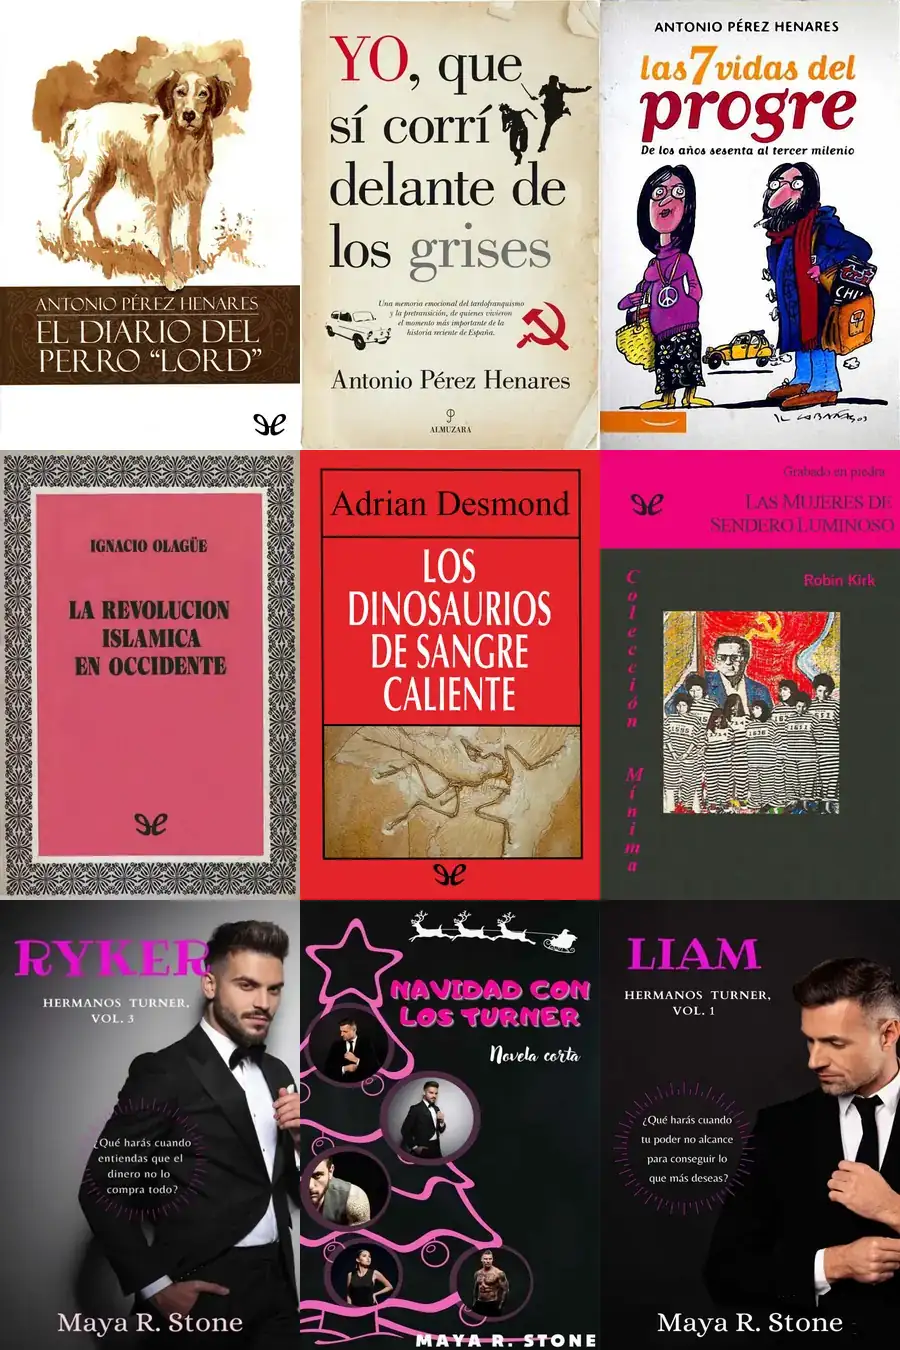 ANTONIO PÉREZ HENARES
EL DIARIO DEL
PERRO “LORD”
YO, que
sí corrí
delante de
los grises
Una memoria emocional del tardofranquismo
y la pretransición, de quienes vivieron
el momento más importante de la
historia reciente de España.
Antonio Pérez Henares
ALMUZARA
ANTONIO PÉREZ HENARES
las 7 vidas del
progre
De los años sesenta al tercer milenio
CHE
IGNACIO OLAGÜE
LA REVOLUCION
ISLAMICA
EN OCCIDENTE
Adrian Desmond
LOS
DINOSAURIOS
DE SANGRE
CALIENTE
Grabado en piedra
LAS MUJERES DE
SENDERO LUMINOSO
Robin Kirk
Colección Mínima
RYKER
HERMANOS TURNER,
VOL. 3
¿Qué harás cuando
entiendas que el
dinero no lo
compra todo?
Maya R. Stone
NAVIDAD CON
LOS TURNER
Novela corta
MAYA R. STONE
LIAM
HERMANOS TURNER,
VOL. 1
¿Qué harás cuando
tu poder no alcance
para conseguir lo
que más deseas?
Maya R. Stone